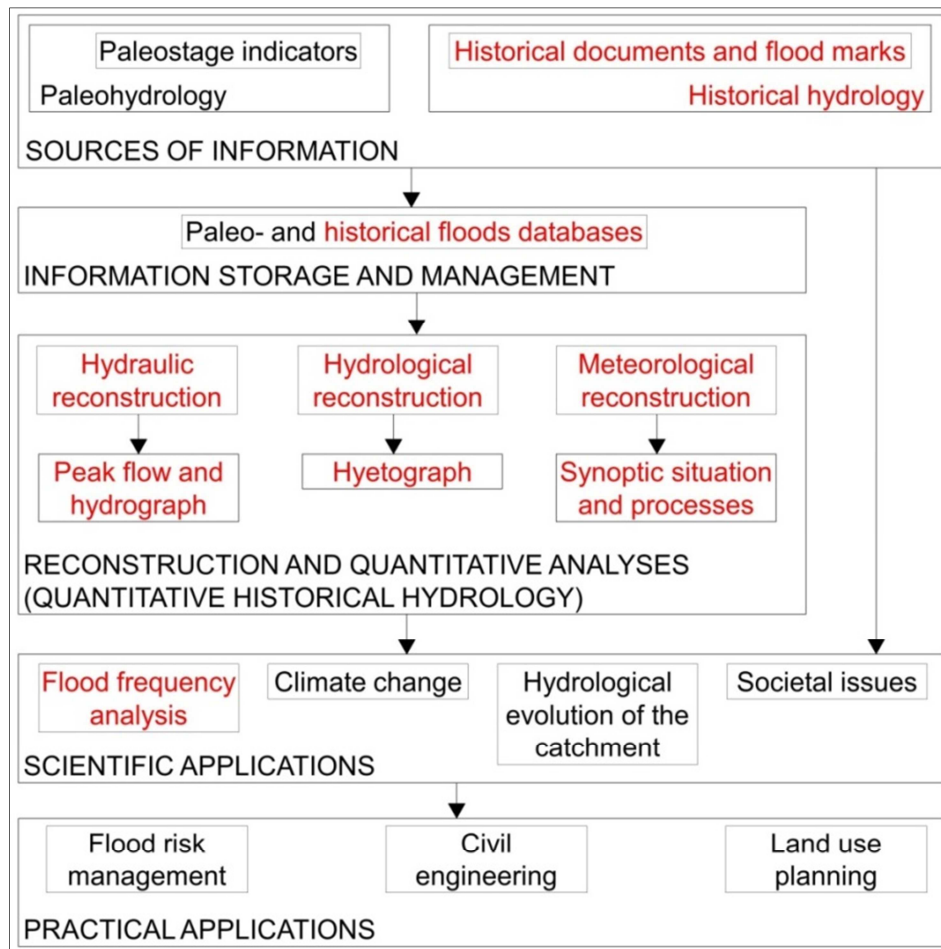 Paleostage indicators
Paleohydrology
Historical documents and flood marks
Historical hydrology
SOURCES OF INFORMATION
Paleo- and historical floods databases
INFORMATION STORAGE AND MANAGEMENT
Hydraulic
reconstruction
Hydrological
reconstruction
Meteorological
reconstruction
Peak flow and
hydrograph
Hyetograph
Synoptic situation
and processes
RECONSTRUCTION AND QUANTITATIVE ANALYSES
(QUANTITATIVE HISTORICAL HYDROLOGY)
Flood frequency
analysis
Climate change
Hydrological
evolution of the
catchment
Societal issues
SCIENTIFIC APPLICATIONS
Flood risk
management
Civil
engineering
Land use
planning
PRACTICAL APPLICATIONS